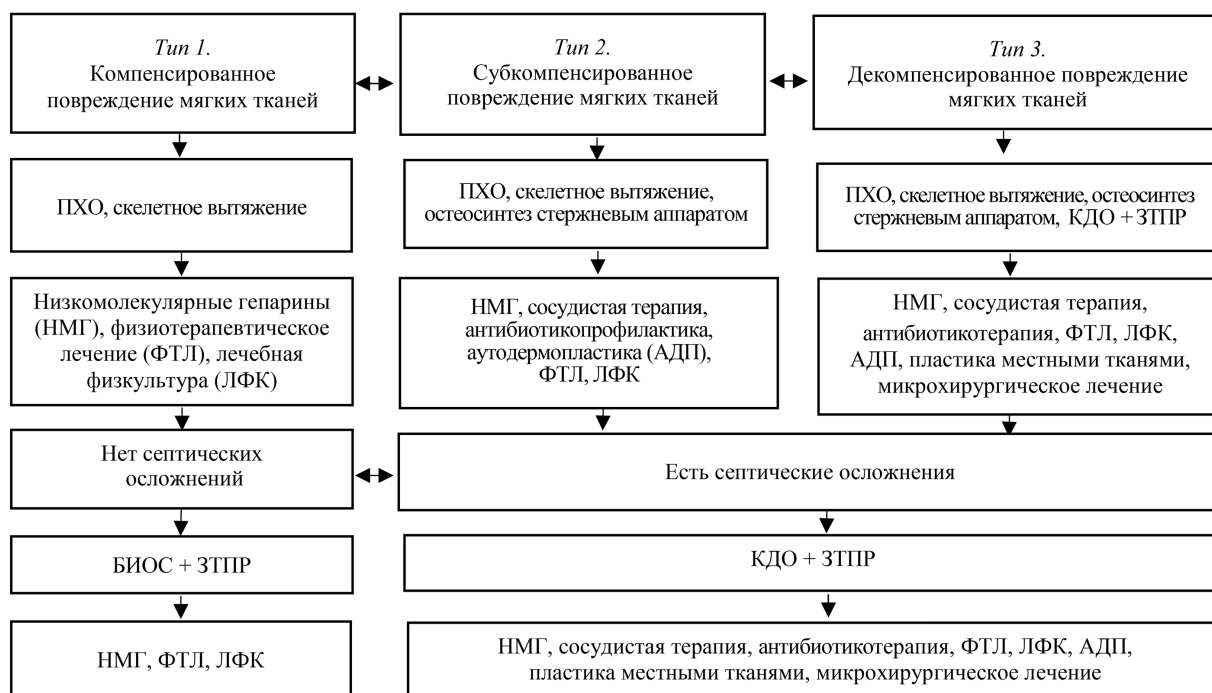 Тип 1.
Компенсированное
повреждение мягких тканей
Тип 2.
Субкомпенсированное
повреждение мягких тканей
Тип 3.
Декомпенсированное повреждение
мягких тканей
ПХО, скелетное вытяжение
ПХО, скелетное вытяжение,
остеосинтез стержневым аппаратом
ПХО, скелетное вытяжение, остеосинтез
стержневым аппаратом, КДО + ЗТПР
Низкомолекулярные гепарины
(НМГ), физиотерапевтическое
лечение (ФТЛ), лечебная
физкультура (ЛФК)
НМГ, сосудистая терапия,
антибиотикопрофилактика,
аутодермопластика (АДП),
ФТЛ, ЛФК
НМГ, сосудистая терапия,
антибиотикотерапия, ФТЛ, ЛФК,
АДП, пластика местными тканями,
микрохирургическое лечение
Нет септических
осложнений
Есть септические осложнения
БИОС + ЗТПР
КДО + ЗТПР
НМГ, ФТЛ, ЛФК
НМГ, сосудистая терапия, антибиотикотерапия, ФТЛ, ЛФК, АДП,
пластика местными тканями, микрохирургическое лечение